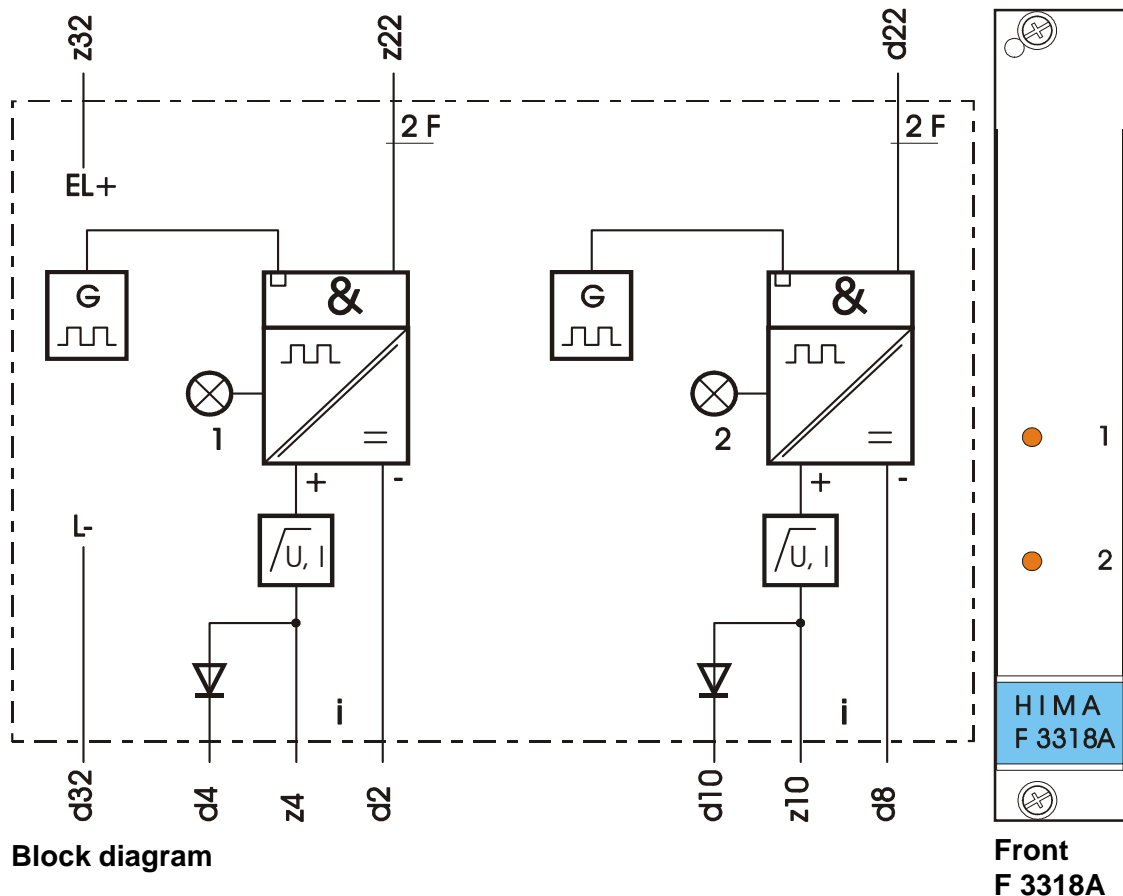 z32
z22
d22
2 F
2 F
EL+
G
&
G
&
1
2
1
+
-
+
-
L-
U, I
U, I
2
i
i
HIMA
F 3318A
d32
d4
z4
d2
d10
z10
d8
Block diagram
Front
F 3318A